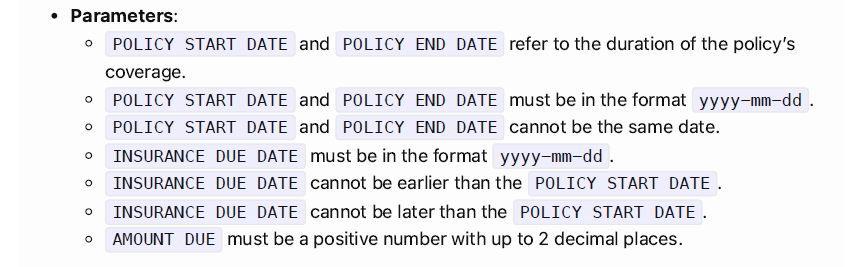 • Parameters:
◦ POLICY START DATE and POLICY END DATE refer to the duration of the policy's
coverage.
◦ POLICY START DATE and POLICY END DATE must be in the format yyyy-mm-dd.
◦ POLICY START DATE and POLICY END DATE cannot be the same date.
◦ INSURANCE DUE DATE must be in the format yyyy-mm-dd.
◦ INSURANCE DUE DATE cannot be earlier than the POLICY START DATE.
◦ INSURANCE DUE DATE cannot be later than the POLICY START DATE.
◦ AMOUNT DUE must be a positive number with up to 2 decimal places.